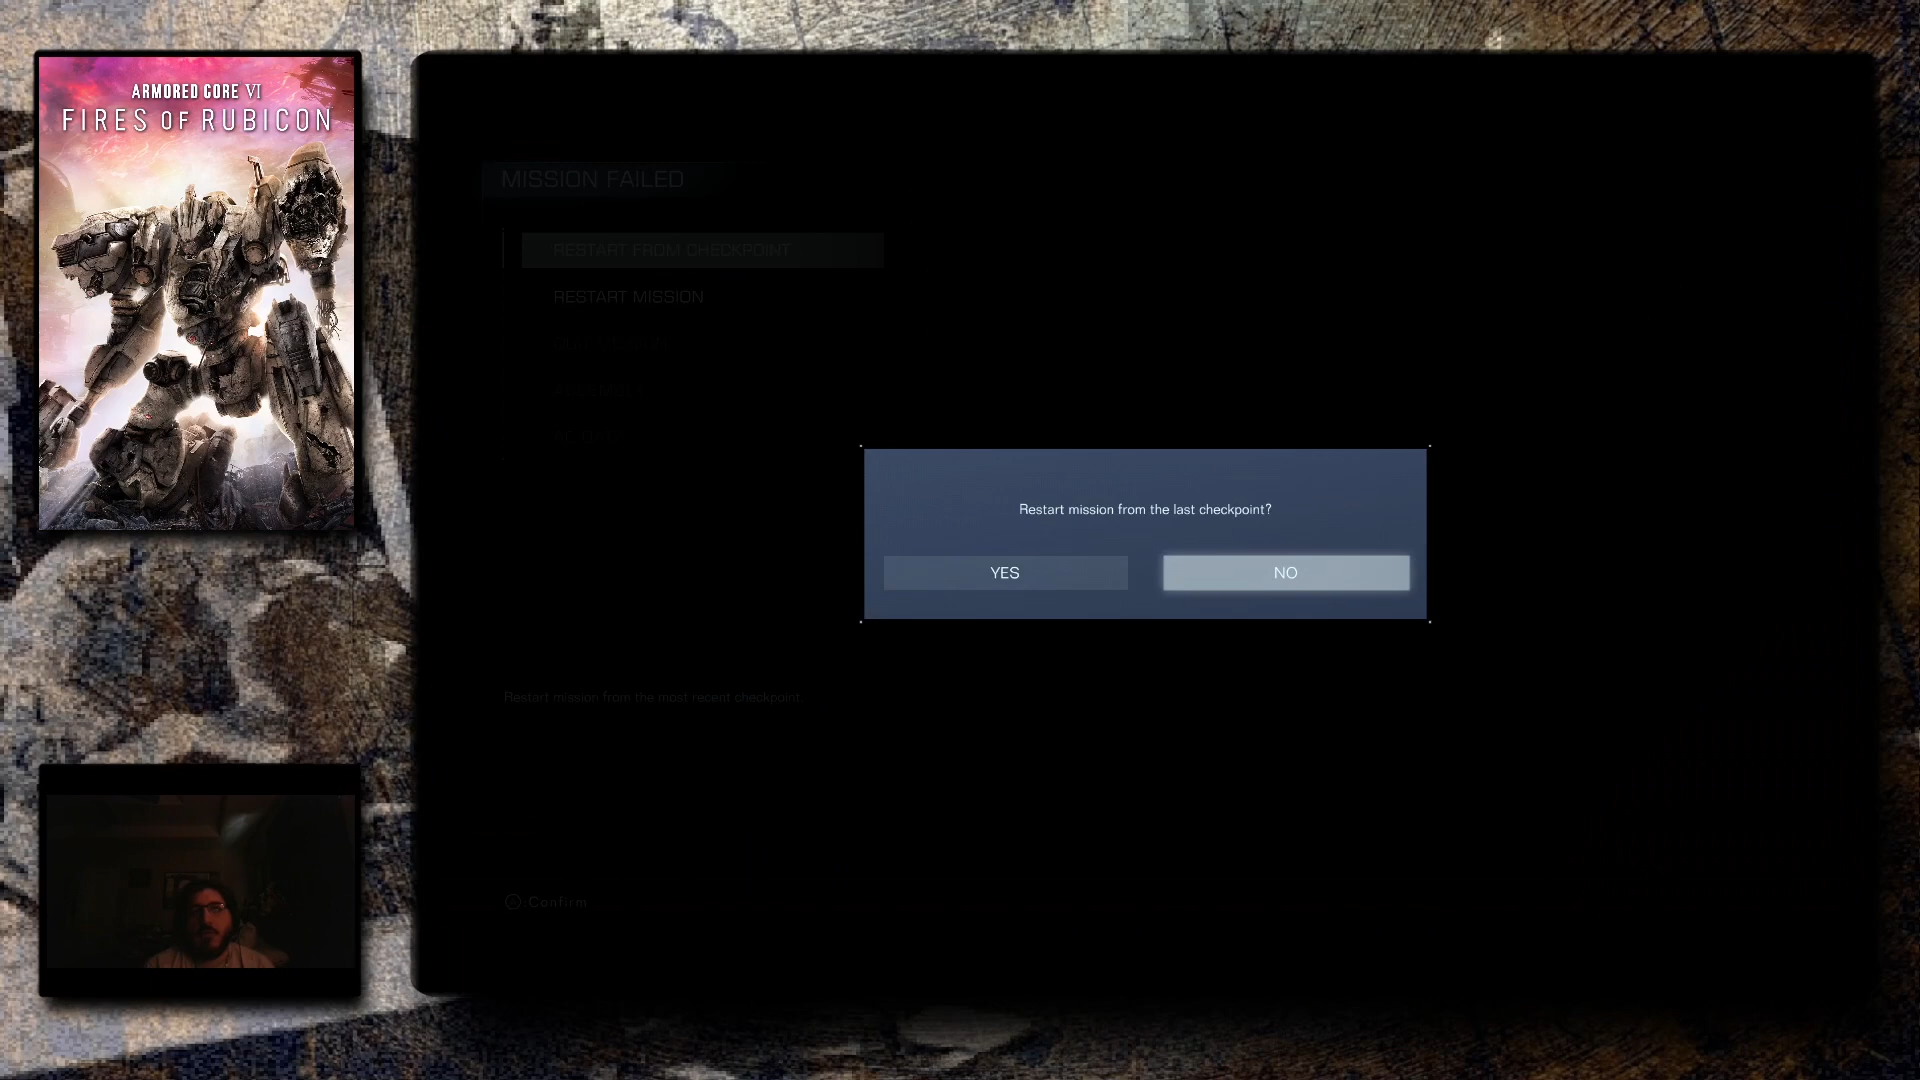 ARMORED CORE VI
FIRES OF RUBICON
MISSION FAILED
RESTART FROM CHECKPOINT
RESTART MISSION
Restart mission from the last checkpoint?
YES
NO
Restart mission from the most recent checkpoint
Confirm